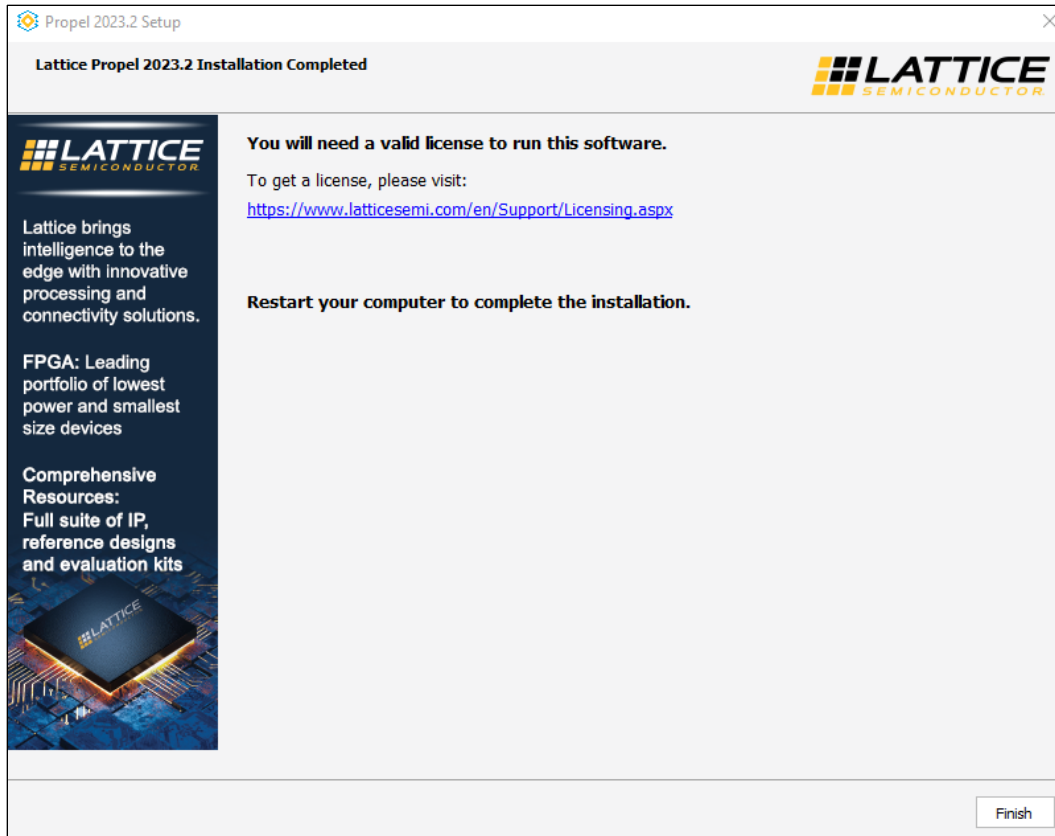 Propel 2023.2 Setup
Lattice Propel 2023.2 Installation Completed
LATTICE
SEMICONDUCTOR
LATTICE
SEMICONDUCTOR
Lattice brings
intelligence to the
edge with innovative
processing and
connectivity solutions.
FPGA: Leading
portfolio of lowest
power and smallest
size devices
Comprehensive
Resources:
Full suite of IP,
reference designs
and evaluation kits
LATTICE
You will need a valid license to run this software.
To get a license, please visit:
https://www.latticesemi.com/en/Support/Licensing.aspx
Restart your computer to complete the installation.
Finish